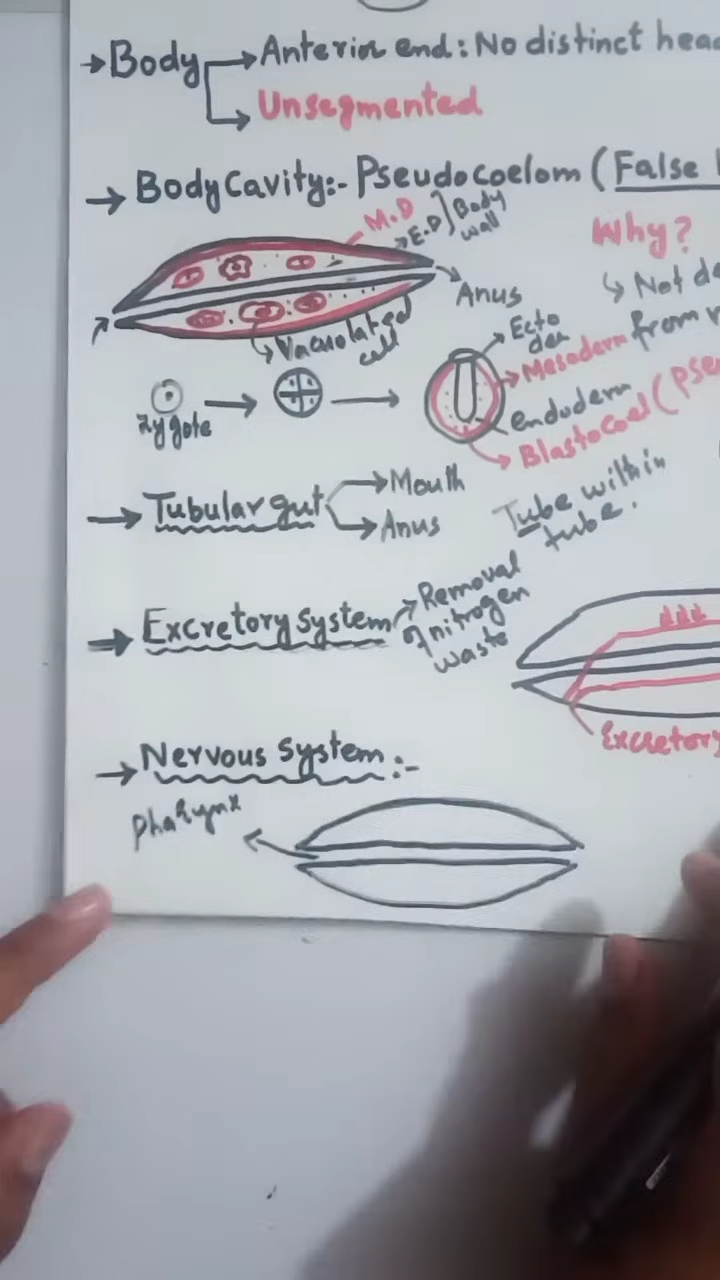 → Body → Anterior end: No distinct hea
→ Unsegmented
→ Body Cavity:- Pseudocoelom (False
M.D
→ E.D] Body wall
Why?
Anus
↳ Not de
Vacuolated cell
Ecto
der
Mesoderm from
zygote
endoderm
Blastocoel (pse
→ Tubular gut → Mouth
→ Anus
Tube within
tube.
→ Excretory system → Removal
of nitrogen
waste
Excretory
→ Nervous system:-
Pharynx